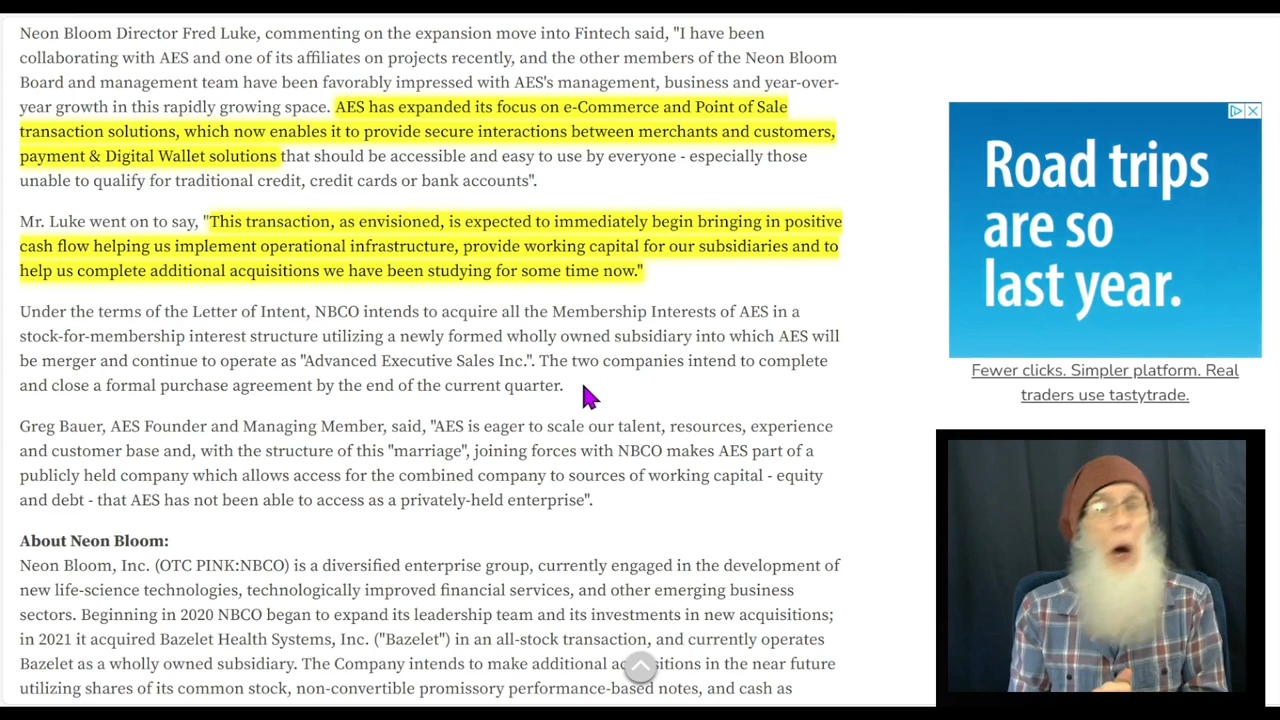 Neon Bloom Director Fred Luke, commenting on the expansion move into Fintech said, "I have been
collaborating with AES and one of its affiliates on projects recently, and the other members of the Neon Bloom
Board and management team have been favorably impressed with AES's management, business and year-over-
year growth in this rapidly growing space. AES has expanded its focus on e-Commerce and Point of Sale
transaction solutions, which now enables it to provide secure interactions between merchants and customers,
payment & Digital Wallet solutions that should be accessible and easy to use by everyone - especially those
unable to qualify for traditional credit, credit cards or bank accounts".
Mr. Luke went on to say, "This transaction, as envisioned, is expected to immediately begin bringing in positive
cash flow helping us implement operational infrastructure, provide working capital for our subsidiaries and to
help us complete additional acquisitions we have been studying for some time now."
Under the terms of the Letter of Intent, NBCO intends to acquire all the Membership Interests of AES in a
stock-for-membership interest structure utilizing a newly formed wholly owned subsidiary into which AES will
be merger and continue to operate as "Advanced Executive Sales Inc.". The two companies intend to complete
and close a formal purchase agreement by the end of the current quarter.
Greg Bauer, AES Founder and Managing Member, said, "AES is eager to scale our talent, resources, experience
and customer base and, with the structure of this "marriage", joining forces with NBCO makes AES part of a
publicly held company which allows access for the combined company to sources of working capital - equity
and debt - that AES has not been able to access as a privately-held enterprise".
About Neon Bloom:
Neon Bloom, Inc. (OTC PINK:NBCO) is a diversified enterprise group, currently engaged in the development of
new life-science technologies, technologically improved financial services, and other emerging business
sectors. Beginning in 2020 NBCO began to expand its leadership team and its investments in new acquisitions;
in 2021 it acquired Bazelet Health Systems, Inc. ("Bazelet") in an all-stock transaction, and currently operates
Bazelet as a wholly owned subsidiary. The Company intends to make additional in the near future
utilizing shares of its common stock, non-convertible promissory performance-based notes, and cash as
Road trips
are so
last year.
Fewer clicks. Simpler platform. Real
traders use tastytrade.